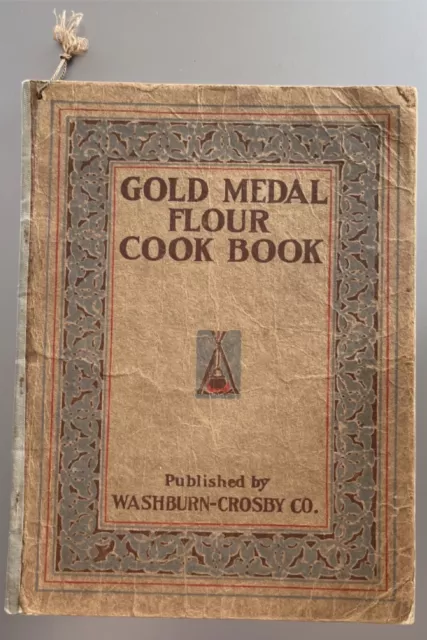 GOLD MEDAL
FLOUR
COOK BOOK
Published by
WASHBURN-CROSBY CO.